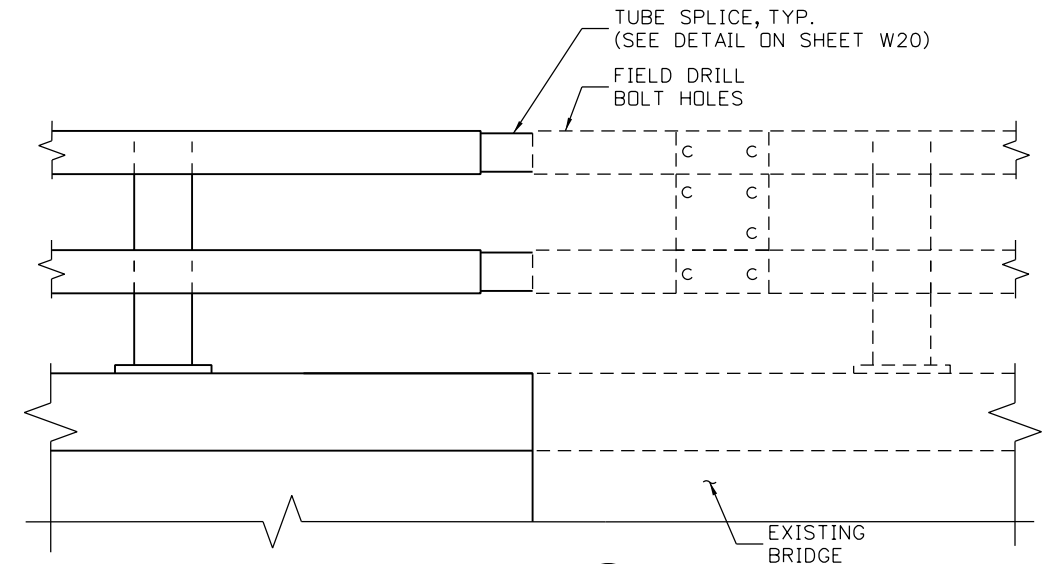 TUBE SPLICE, TYP.
(SEE DETAIL ON SHEET W20)
FIELD DRILL
BOLT HOLES
C C
C C
C
C C
EXISTING
BRIDGE